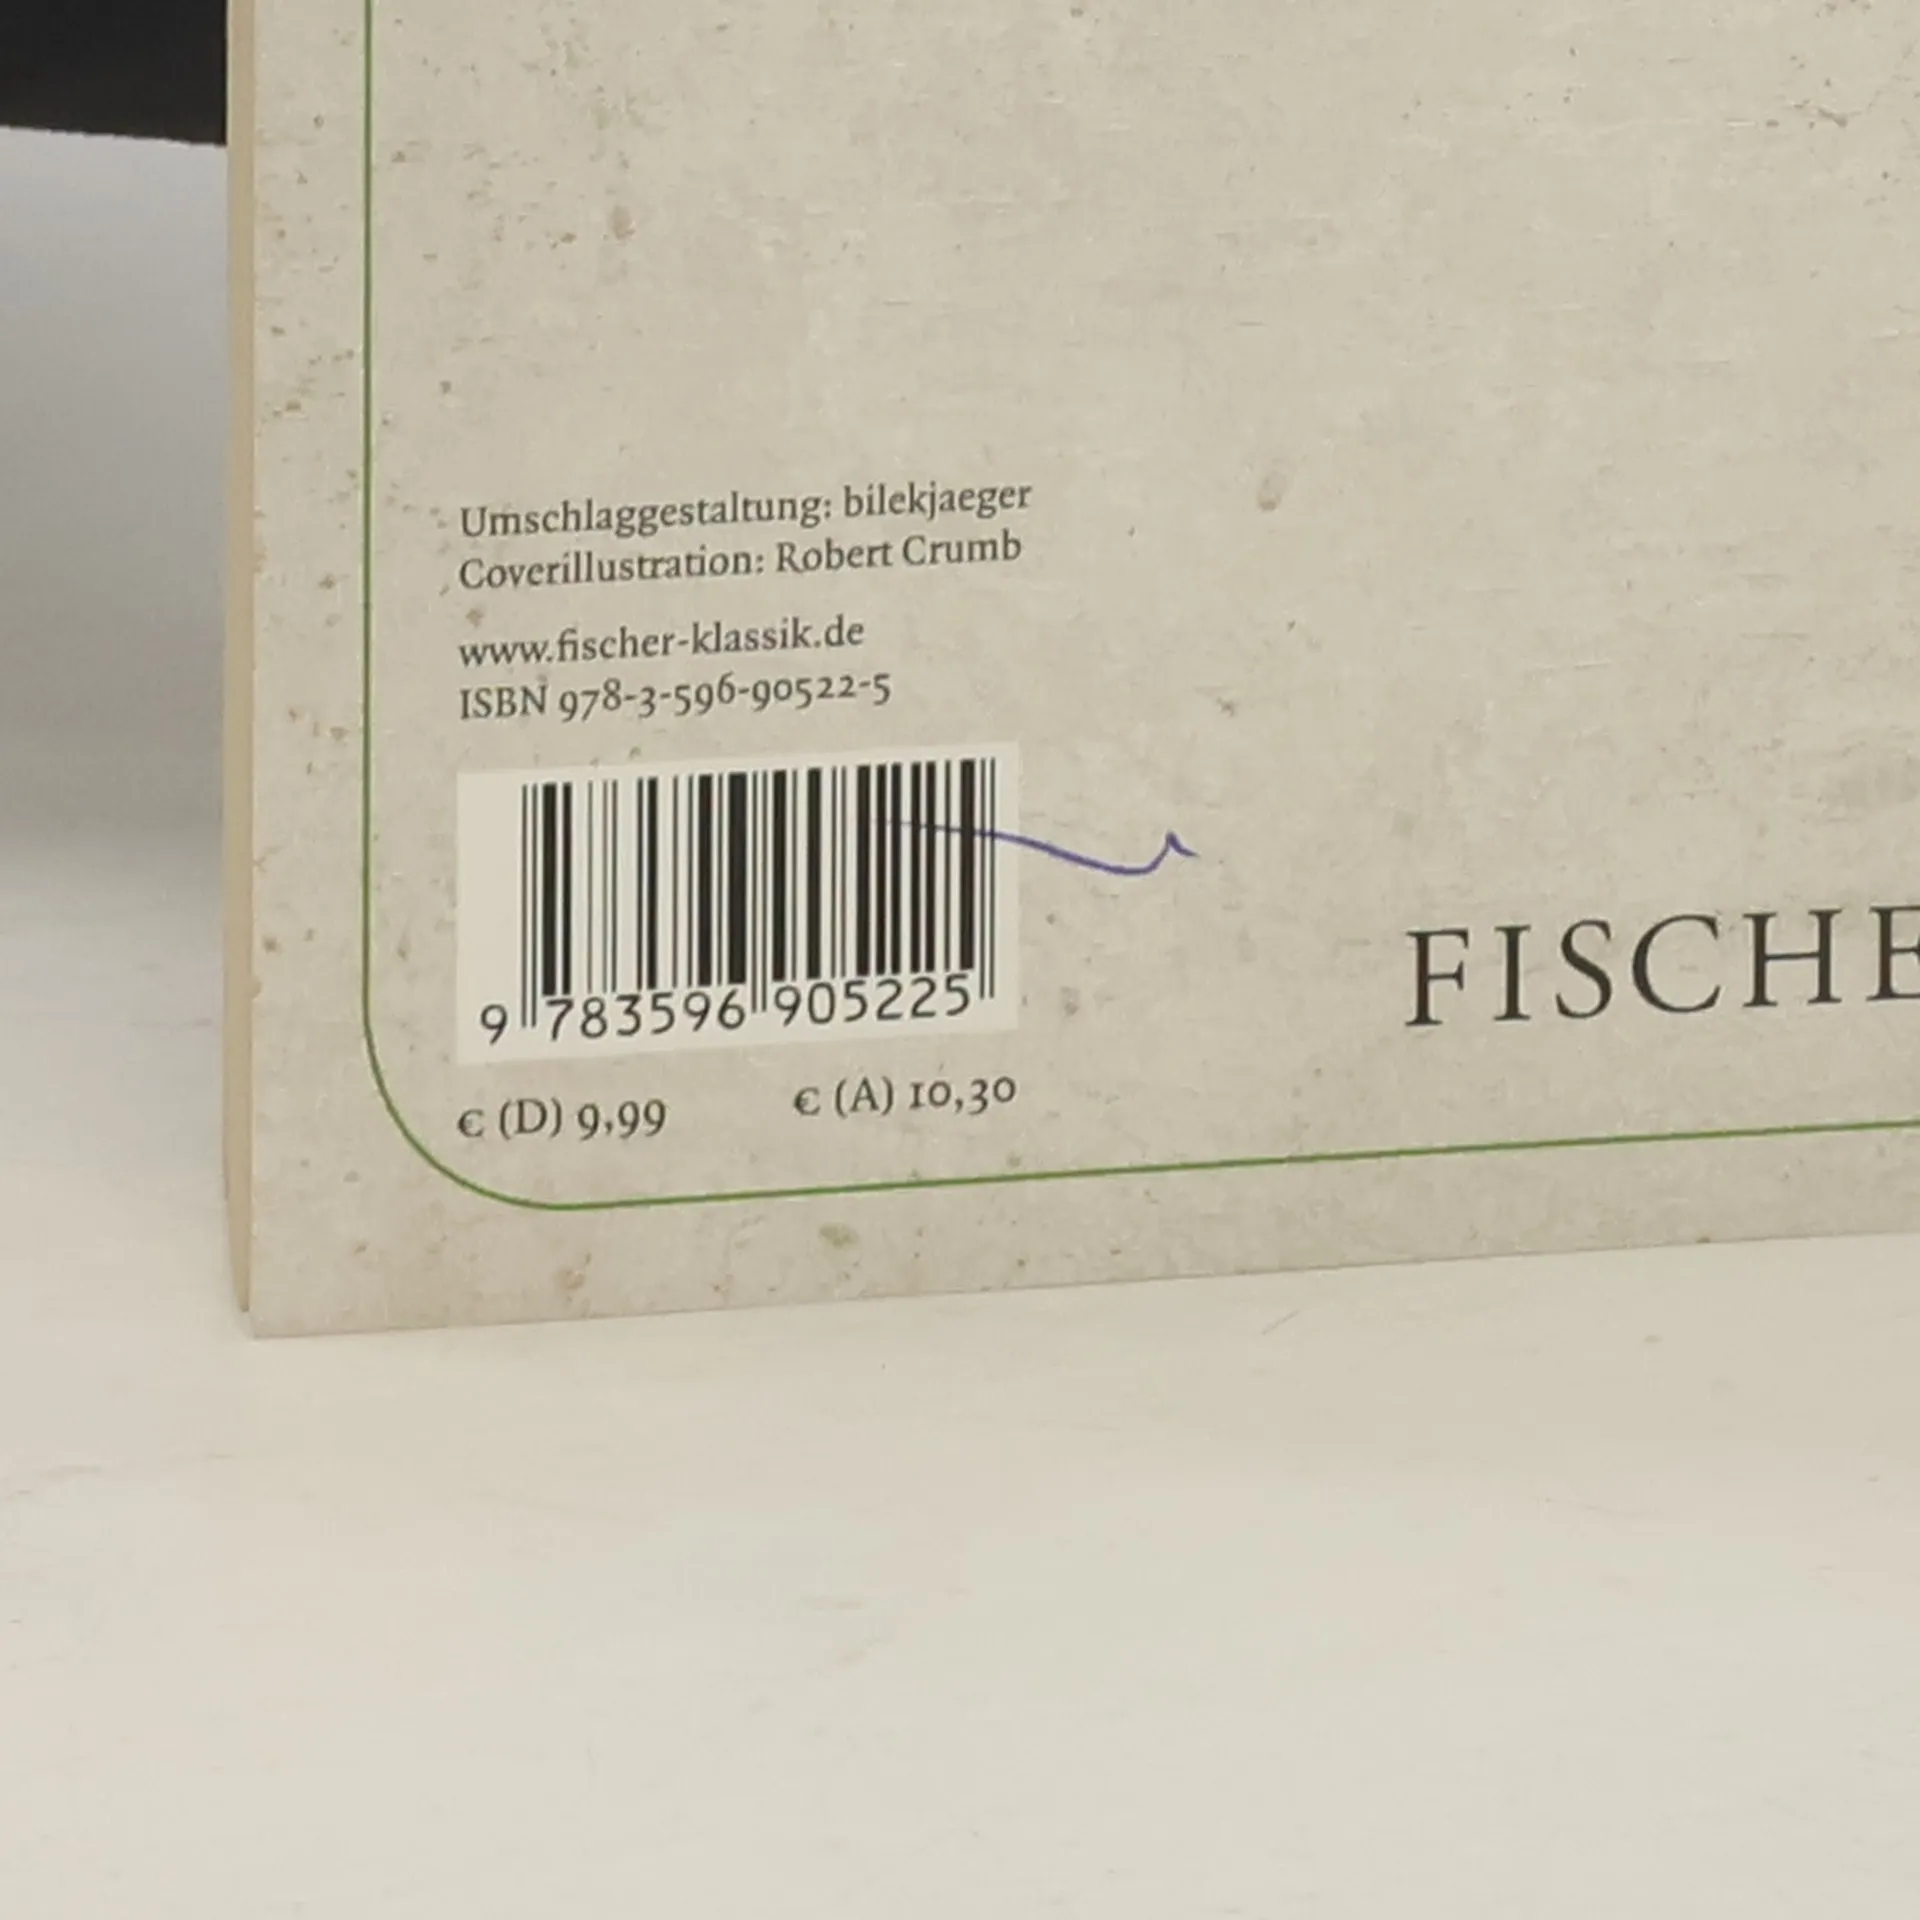 Umschlaggestaltung: bilekjaeger
Coverillustration: Robert Crumb
www.fischer-klassik.de
ISBN 978-3-596-90522-5
9 783596 905225
€ (D) 9,99 € (A) 10,30
FISCHE